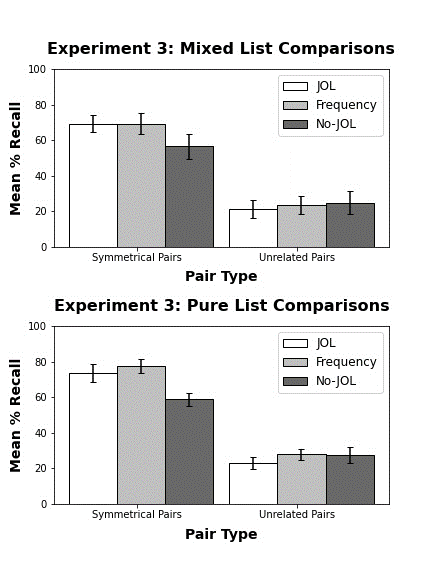 Experiment 3: Mixed List Comparisons
100
80
60
40
20
0
Mean % Recall
JOL
Frequency
No-JOL
Symmetrical Pairs
Unrelated Pairs
Pair Type
Experiment 3: Pure List Comparisons
100
80
60
40
20
0
Mean % Recall
JOL
Frequency
No-JOL
Symmetrical Pairs
Unrelated Pairs
Pair Type